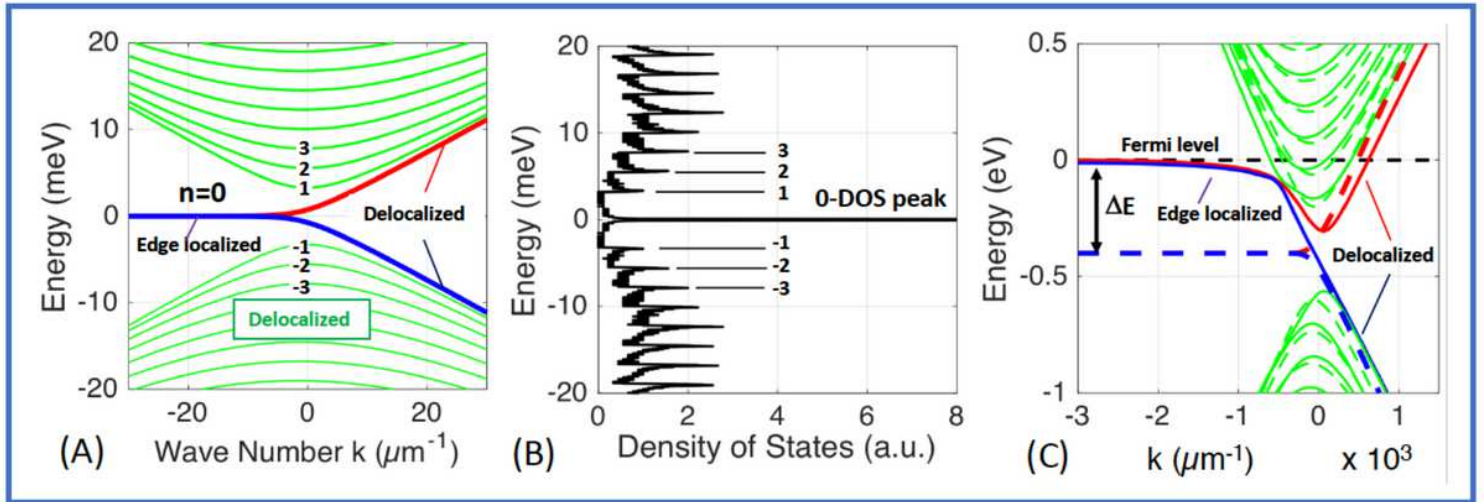 20
10
0
-10
-20
Energy (meV)
3
2
1
n=0
Edge localized
Delocalized
-1
-2
-3
Delocalized
-20
0
20
(A)
Wave Number k (µm⁻¹)
20
10
0
-10
-20
Energy (meV)
3
2
1
0-DOS peak
-1
-2
-3
0
2
4
6
8
(B)
Density of States (a.u.)
0.5
0
-0.5
-1
Energy (eV)
Fermi level
ΔE
Edge localized
Delocalized
-3
-2
-1
0
1
(C)
k (µm⁻¹)
x 10³